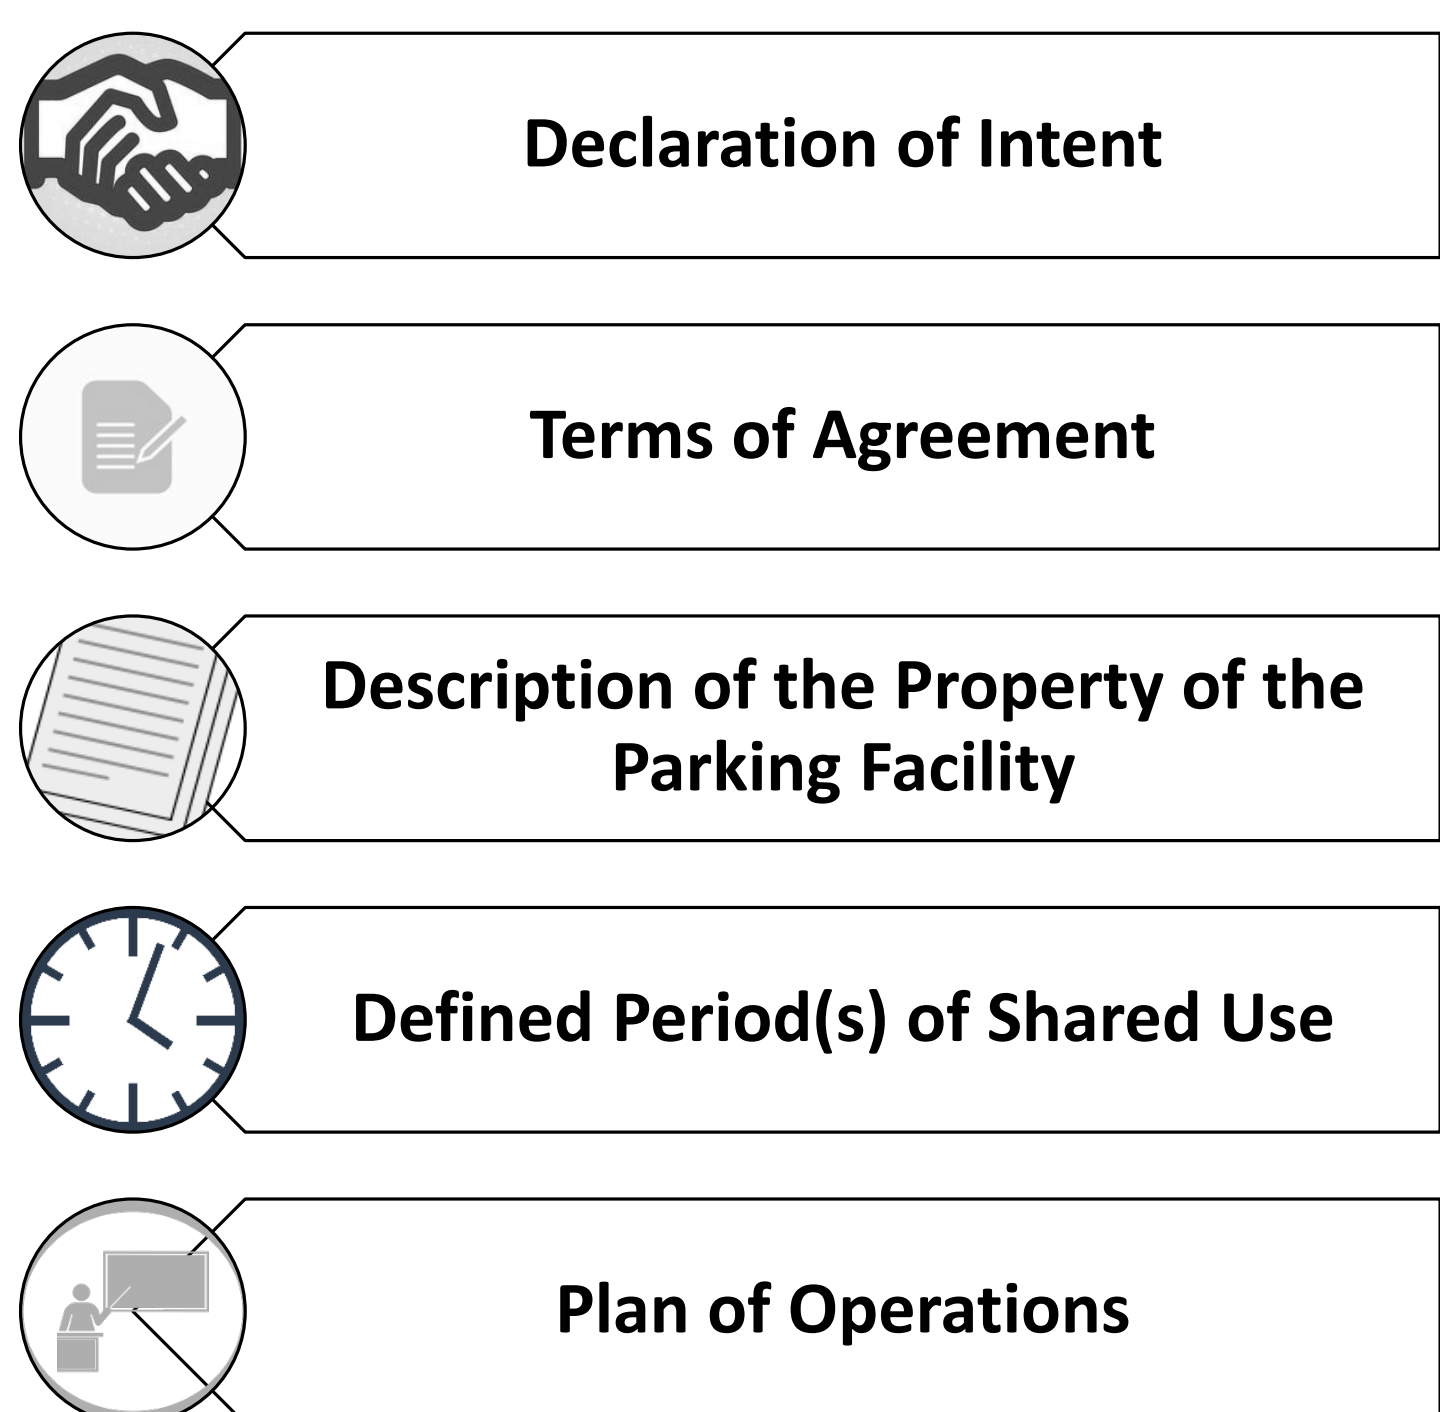 Declaration of Intent
Terms of Agreement
Description of the Property of the
Parking Facility
Defined Period(s) of Shared Use
Plan of Operations